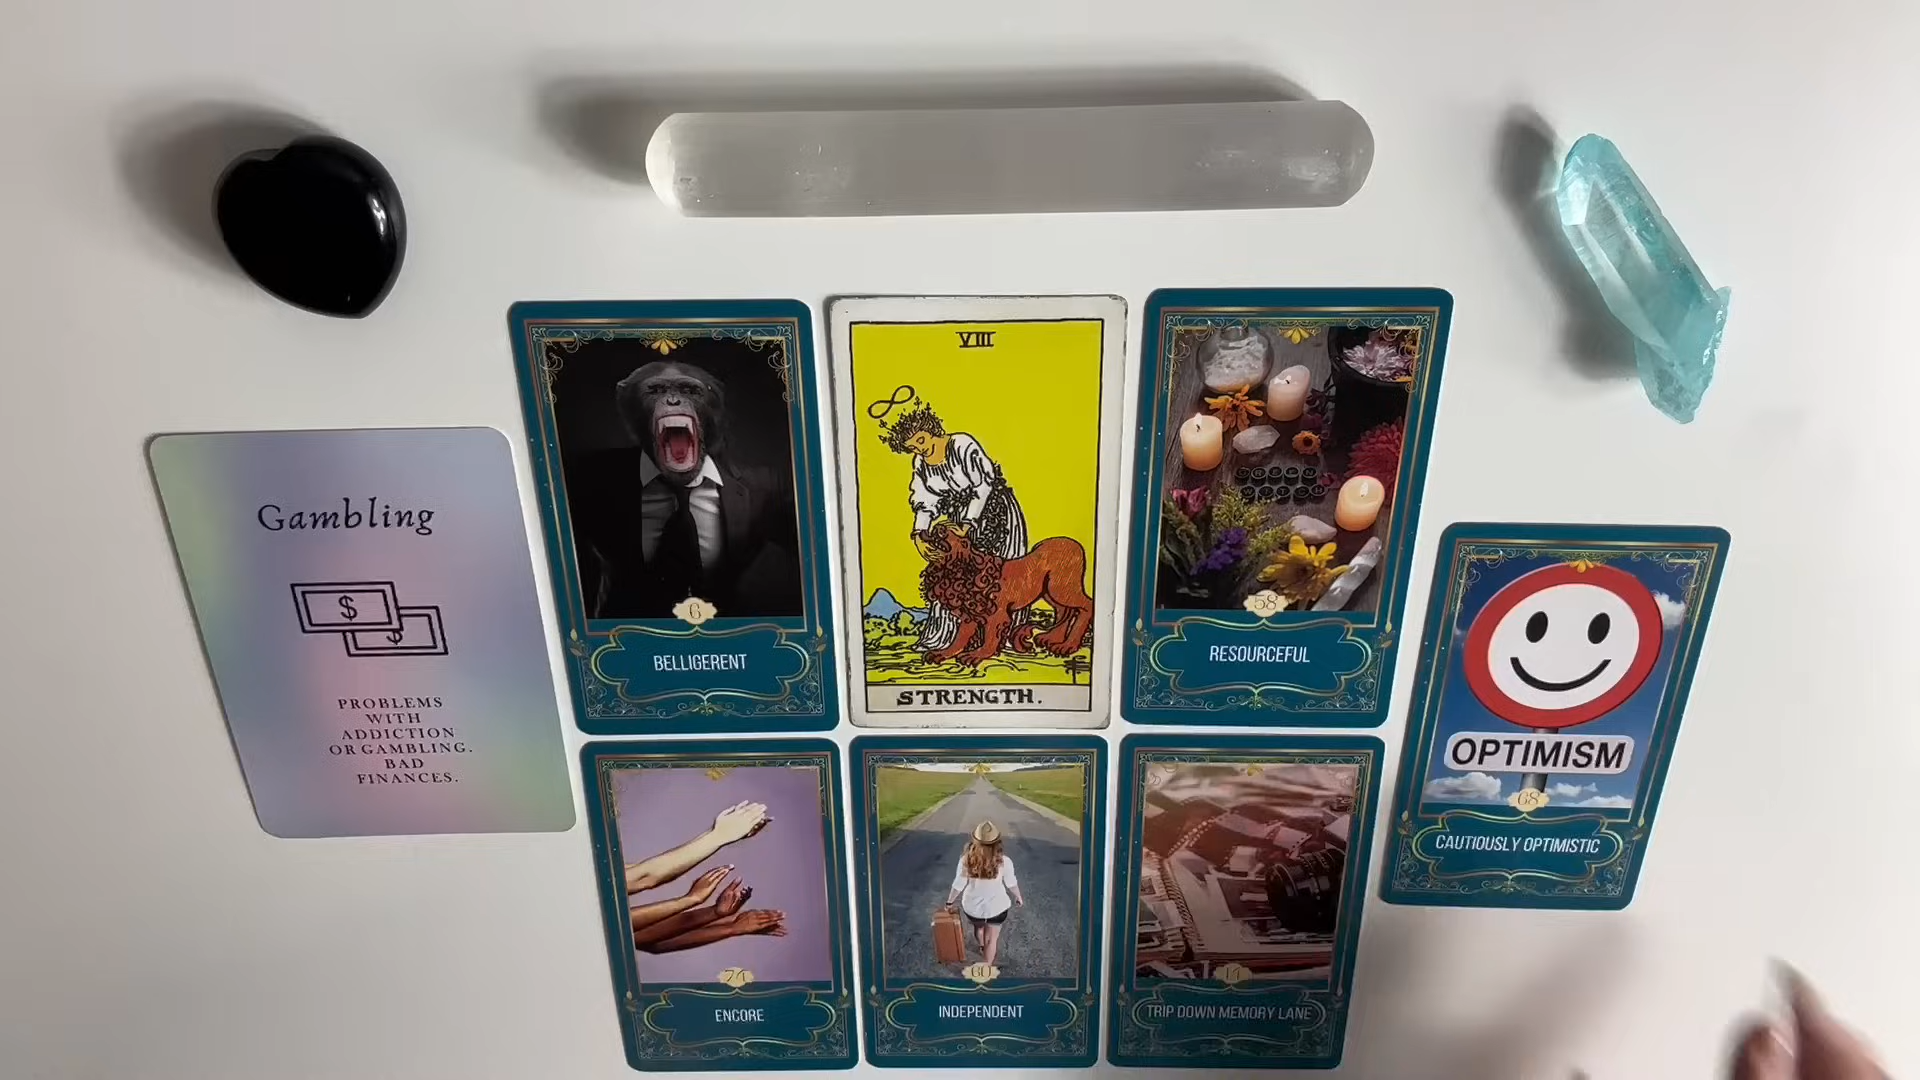 Gambling
$
$
PROBLEMS
WITH
ADDICTION
OR GAMBLING.
BAD
FINANCES.
6
BELLIGERENT
VIII
STRENGTH.
58
RESOURCEFUL
OPTIMISM
68
CAUTIOUSLY OPTIMISTIC
ENCORE
60
INDEPENDENT
TRIP DOWN MEMORY LANE